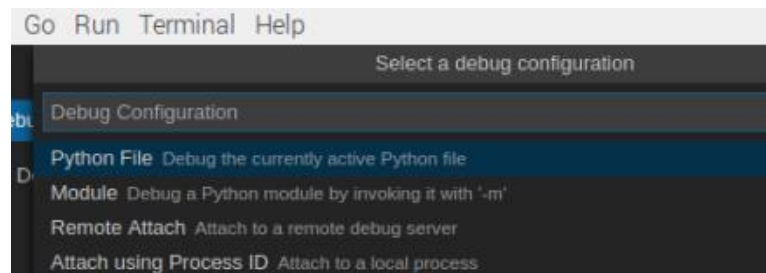 Go Run Terminal Help
Select a debug configuration
Debug Configuration
Python File Debug the currently active Python file
Module Debug a Python module by invoking it with '-m'
Remote Attach Attach to a remote debug server
Attach using Process ID Attach to a local process